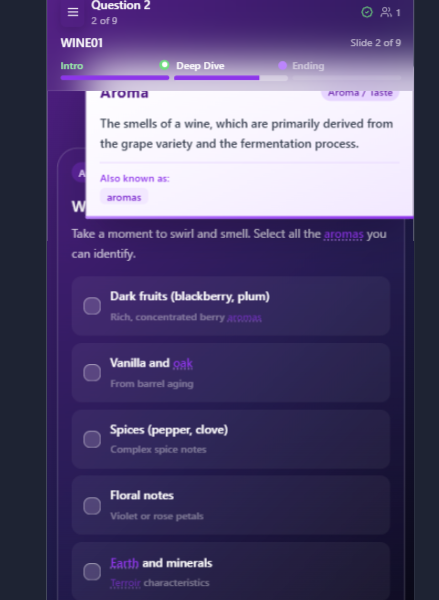 Question 2
2 of 9
1
WINE01
Slide 2 of 9
Intro
Deep Dive
Ending
Aroma
Aroma / Taste
The smells of a wine, which are primarily derived from
the grape variety and the fermentation process.
Also known as:
aromas
Take a moment to swirl and smell. Select all the aromas you
can identify.
Dark fruits (blackberry, plum)
Rich, concentrated berry aromas
Vanilla and oak
From barrel aging
Spices (pepper, clove)
Complex spice notes
Floral notes
Violet or rose petals
Earth and minerals
Terroir characteristics